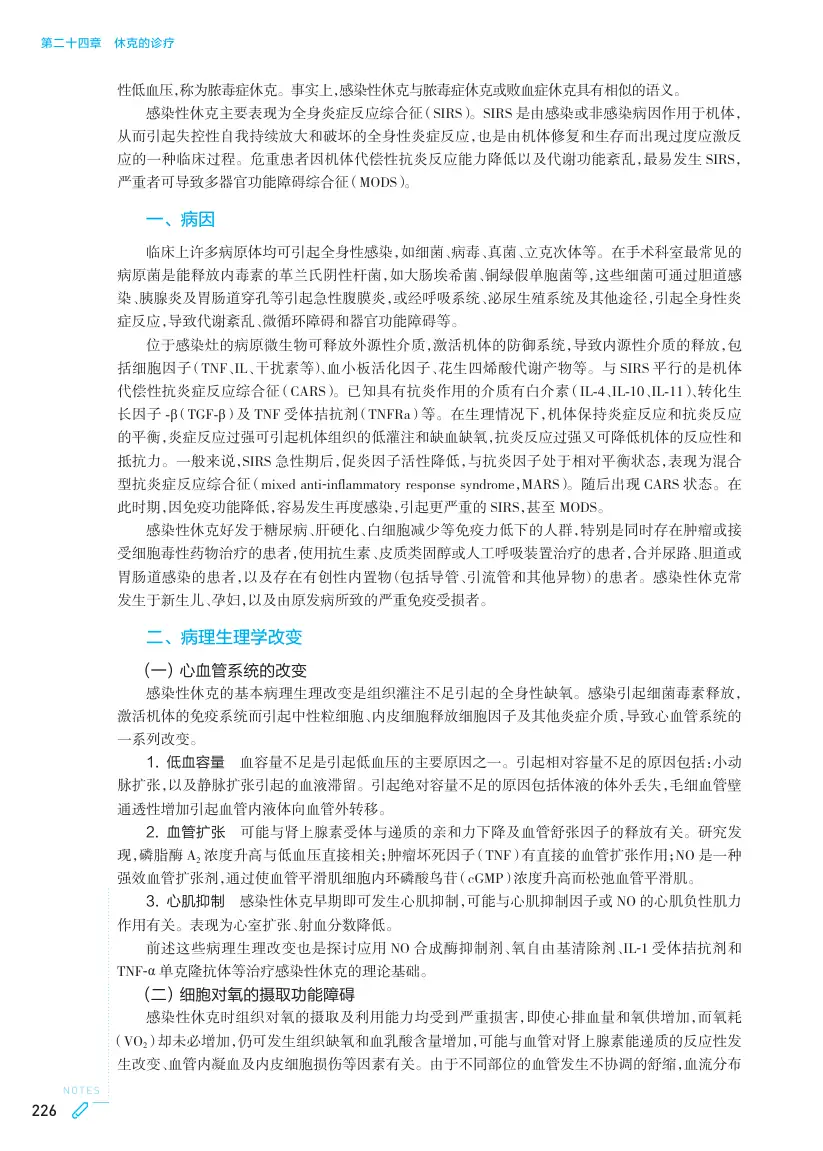 第二十四章 休克的诊疗
性低血压,称为脓毒症休克。事实上,感染性休克与脓毒症休克或败血症休克具有相似的语义。
感染性休克主要表现为全身炎症反应综合征(SIRS)。SIRS 是由感染或非感染病因作用于机体,
从而引起失控性自我持续放大和破坏的全身性炎症反应,也是由机体修复和生存而出现过度应激反
应的一种临床过程。危重患者因机体代偿性抗炎反应能力降低以及代谢功能紊乱,最易发生 SIRS,
严重者可导致多器官功能障碍综合征(MODS)。
一、病因
临床上许多病原体均可引起全身性感染,如细菌、病毒、真菌、立克次体等。在手术科室最常见的
病原菌是能释放内毒素的革兰氏阴性杆菌,如大肠埃希菌、铜绿假单胞菌等,这些细菌可通过胆道感
染、胰腺炎及胃肠道穿孔等引起急性腹膜炎,或经呼吸系统、泌尿生殖系统及其他途径,引起全身性炎
症反应,导致代谢紊乱、微循环障碍和器官功能障碍等。
位于感染灶的病原微生物可释放外源性介质,激活机体的防御系统,导致内源性介质的释放,包
括细胞因子(TNF、IL、干扰素等)、血小板活化因子、花生四烯酸代谢产物等。与 SIRS 平行的是机体
代偿性抗炎症反应综合征(CARS)。已知具有抗炎作用的介质有白介素(IL-4、IL-10、IL-11)、转化生
长因子 -β(TGF-β)及 TNF 受体拮抗剂(TNFRa)等。在生理情况下,机体保持炎症反应和抗炎反应
的平衡,炎症反应过强可引起机体组织的低灌注和缺血缺氧,抗炎反应过强又可降低机体的反应性和
抵抗力。一般来说,SIRS 急性期后,促炎因子活性降低,与抗炎因子处于相对平衡状态,表现为混合
型抗炎症反应综合征(mixed anti-inflammatory response syndrome,MARS)。随后出现 CARS 状态。在
此时期,因免疫功能降低,容易发生再度感染,引起更严重的 SIRS,甚至 MODS。
感染性休克好发于糖尿病、肝硬化、白细胞减少等免疫力低下的人群,特别是同时存在肿瘤或接
受细胞毒性药物治疗的患者,使用抗生素、皮质类固醇或人工呼吸装置治疗的患者,合并尿路、胆道或
胃肠道感染的患者,以及存在有创性内置物(包括导管、引流管和其他异物)的患者。感染性休克常
发生于新生儿、孕妇,以及由原发病所致的严重免疫受损者。
二、病理生理学改变
(一)心血管系统的改变
感染性休克的基本病理生理改变是组织灌注不足引起的全身性缺氧。感染引起细菌毒素释放,
激活机体的免疫系统而引起中性粒细胞、内皮细胞释放细胞因子及其他炎症介质,导致心血管系统的
一系列改变。
1. 低血容量 血容量不足是引起低血压的主要原因之一。引起相对容量不足的原因包括:小动
脉扩张,以及静脉扩张引起的血液滞留。引起绝对容量不足的原因包括体液的体外丢失,毛细血管壁
通透性增加引起血管内液体向血管外转移。
2. 血管扩张 可能与肾上腺素受体与递质的亲和力下降及血管舒张因子的释放有关。研究发
现,磷脂酶 A₂ 浓度升高与低血压直接相关;肿瘤坏死因子(TNF)有直接的血管扩张作用;NO 是一种
强效血管扩张剂,通过使血管平滑肌细胞内环磷酸鸟苷(cGMP)浓度升高而松弛血管平滑肌。
3. 心肌抑制 感染性休克早期即可发生心肌抑制,可能与心肌抑制因子或 NO 的心肌负性肌力
作用有关。表现为心室扩张、射血分数降低。
前述这些病理生理改变也是探讨应用 NO 合成酶抑制剂、氧自由基清除剂、IL-1 受体拮抗剂和
TNF-α 单克隆抗体等治疗感染性休克的理论基础。
(二)细胞对氧的摄取功能障碍
感染性休克时组织对氧的摄取及利用能力均受到严重损害,即使心排血量和氧供增加,而氧耗
(VO₂)却未必增加,仍可发生组织缺氧和血乳酸含量增加,可能与血管对肾上腺素能递质的反应性发
生改变、血管内凝血及内皮细胞损伤等因素有关。由于不同部位的血管发生不协调的舒缩,血流分布
NOTES
226